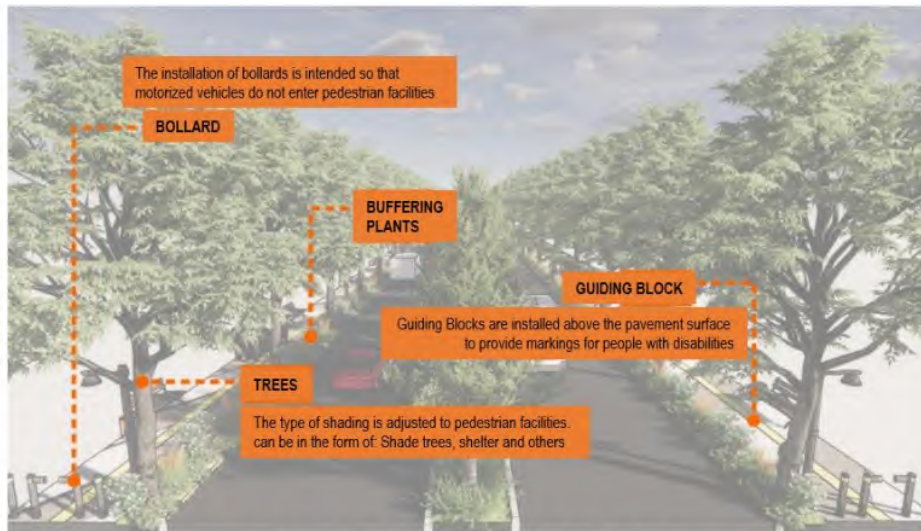 The installation of bollards is intended so that
motorized vehicles do not enter pedestrian facilities
BOLLARD
BUFFERING
PLANTS
GUIDING BLOCK
Guiding Blocks are installed above the pavement surface
to provide markings for people with disabilities
TREES
The type of shading is adjusted to pedestrian facilities.
can be in the form of: Shade trees, shelter and others